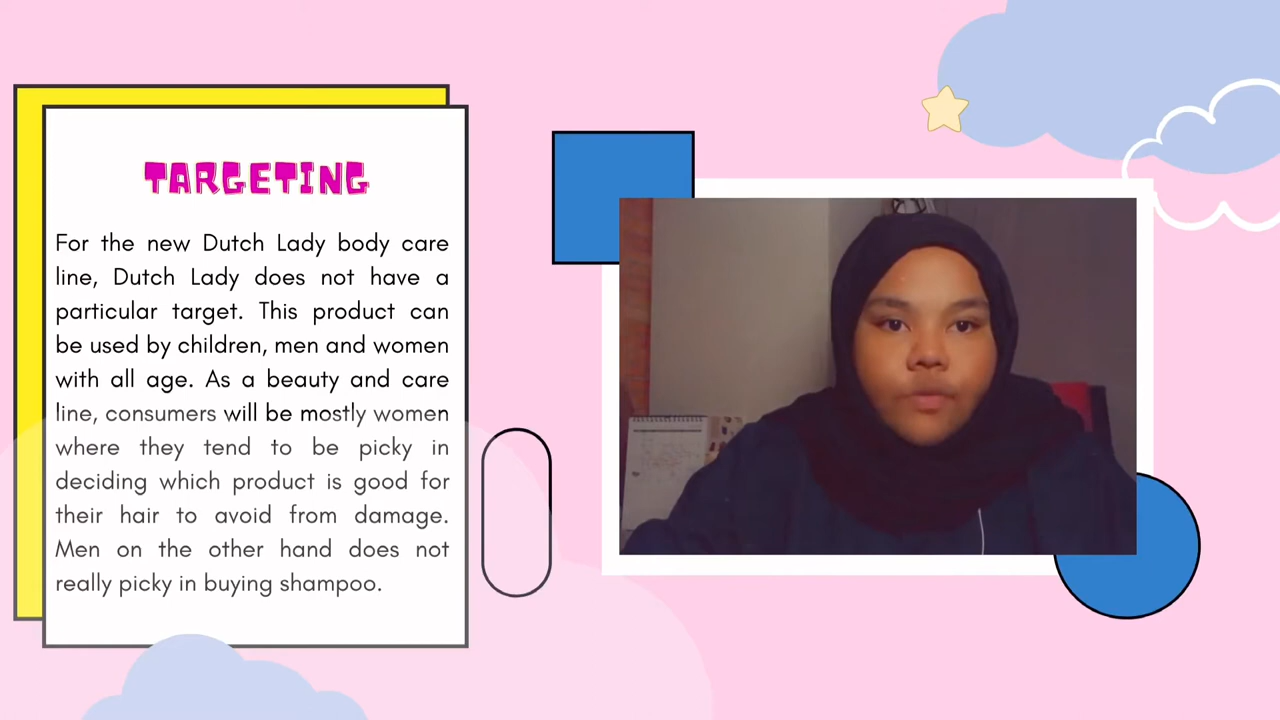 TARGETING
For the new Dutch Lady body care
line, Dutch Lady does not have a
particular target. This product can
be used by children, men and women
with all age. As a beauty and care
line, consumers will be mostly women
where they tend to be picky in
deciding which product is good for
their hair to avoid from damage.
Men on the other hand does not
really picky in buying shampoo.